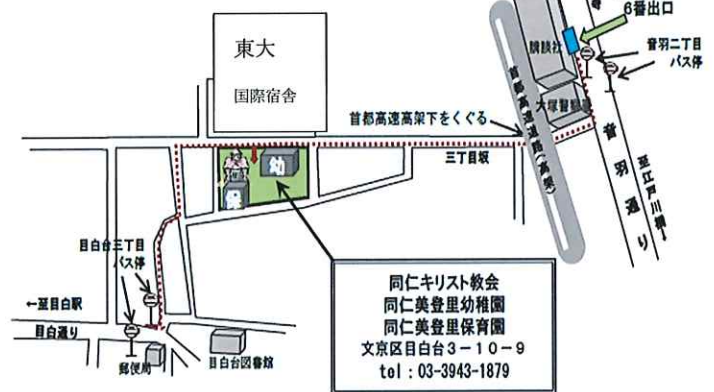 6番出口
講談社
音羽二丁目
バス停
東大
国際宿舎
首都高速高架下をくぐる
大塚警察署
首都高速道路(高架)
三丁目坂
音羽通り
至江戸川橋→
幼
保
目白台三丁目
バス停
←至目白駅
目白通り
郵便局
目白台図書館
同仁キリスト教会
同仁美登里幼稚園
同仁美登里保育園
文京区目白台3-10-9
tel:03-3943-1879